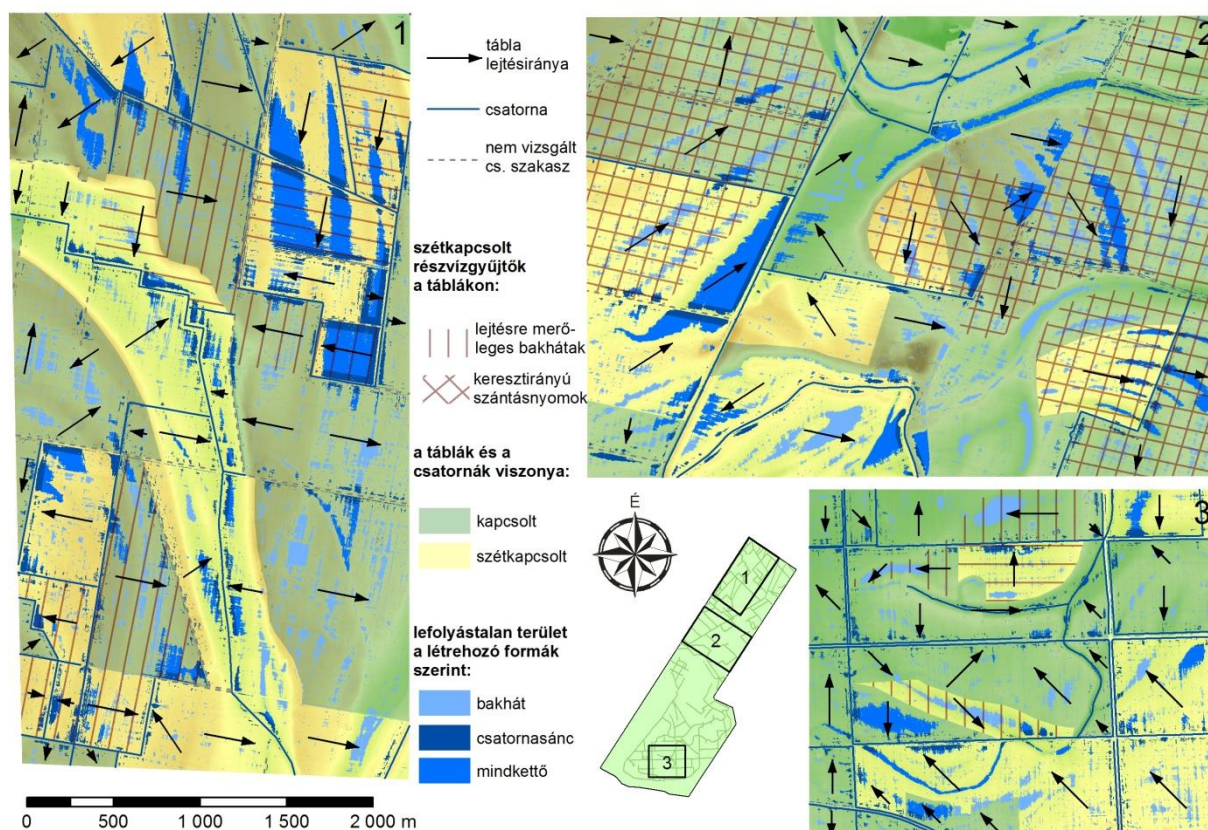 1
tábla
lejtésiránya
csatorna
nem vizsgált
cs. szakasz
szétkapcsolt
részvízgyűjtők
a táblákon:
lejtésre merő-
leges bakhátak
keresztirányú
szántásnyomok
a táblák és a
csatornák viszonya:
kapcsolt
szétkapcsolt
lefolyástalan terület
a létrehozó formák
szerint:
bakhát
csatornasánc
mindkettő
0 500 1 000 1 500 2 000 m
2
É
1
2
3
3